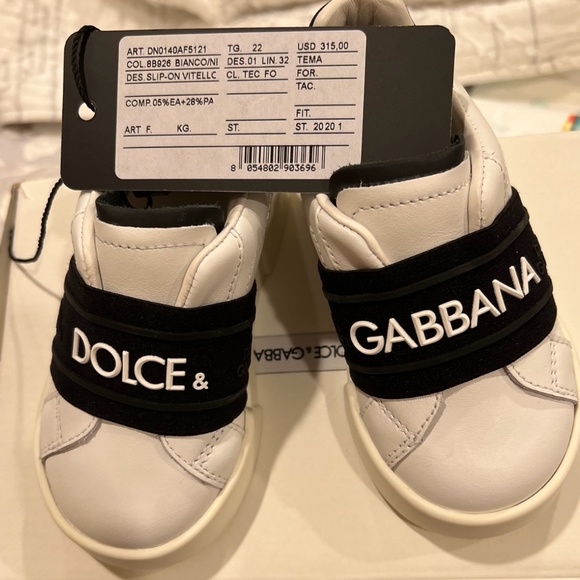 ART. DN0140AF5121 TG. 22 USD 315,00
COL.8B926 BIANCO/NI DES.01 LIN.32 TEMA
DES.SLIP-ON VITELLO CL. TEC FO FOR.
TAC.
COMP.05%EA+28%PA
FIT.
ART F. KG. ST. ST. 2020 1
8 054802 903696
DOLCE &
GABBANA
DOLCE & GABBA